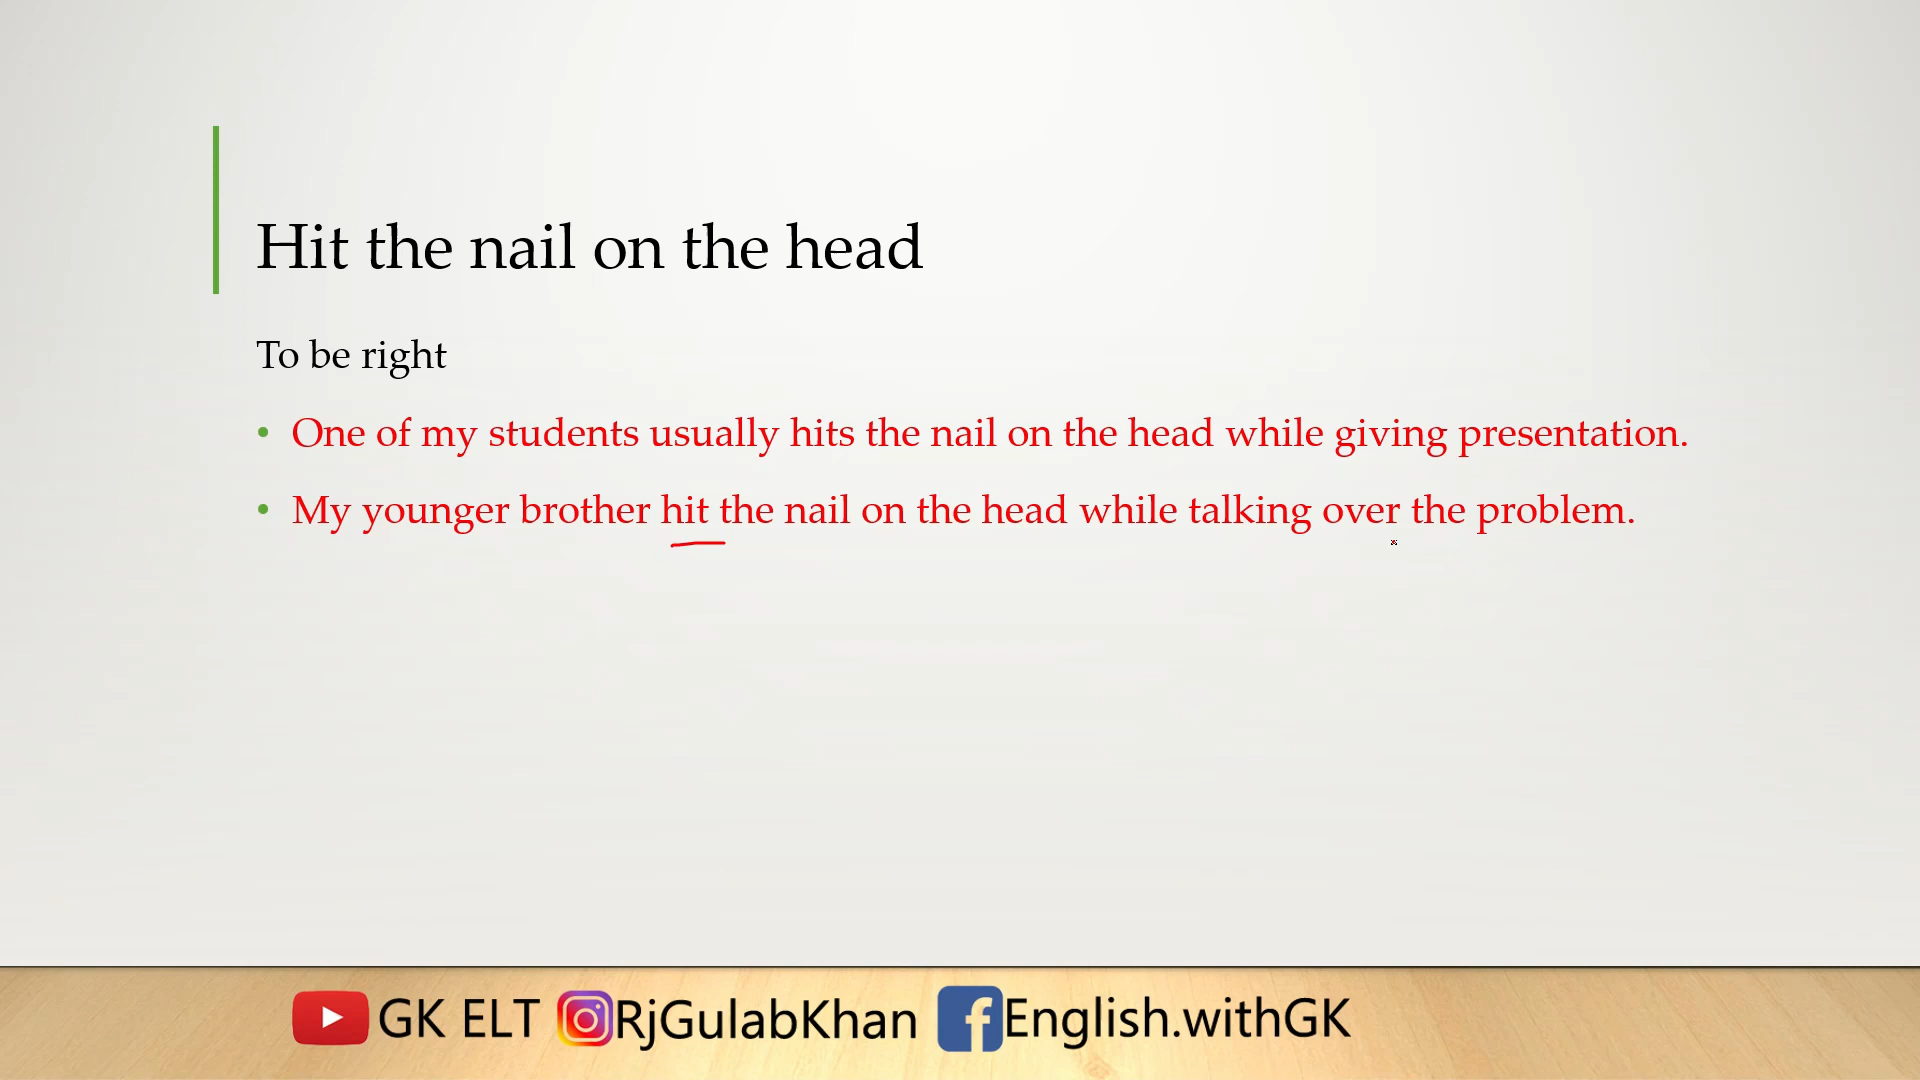 Hit the nail on the head
To be right
• One of my students usually hits the nail on the head while giving presentation.
• My younger brother hit the nail on the head while talking over the problem.
GK ELT RjGulabKhan English.withGK